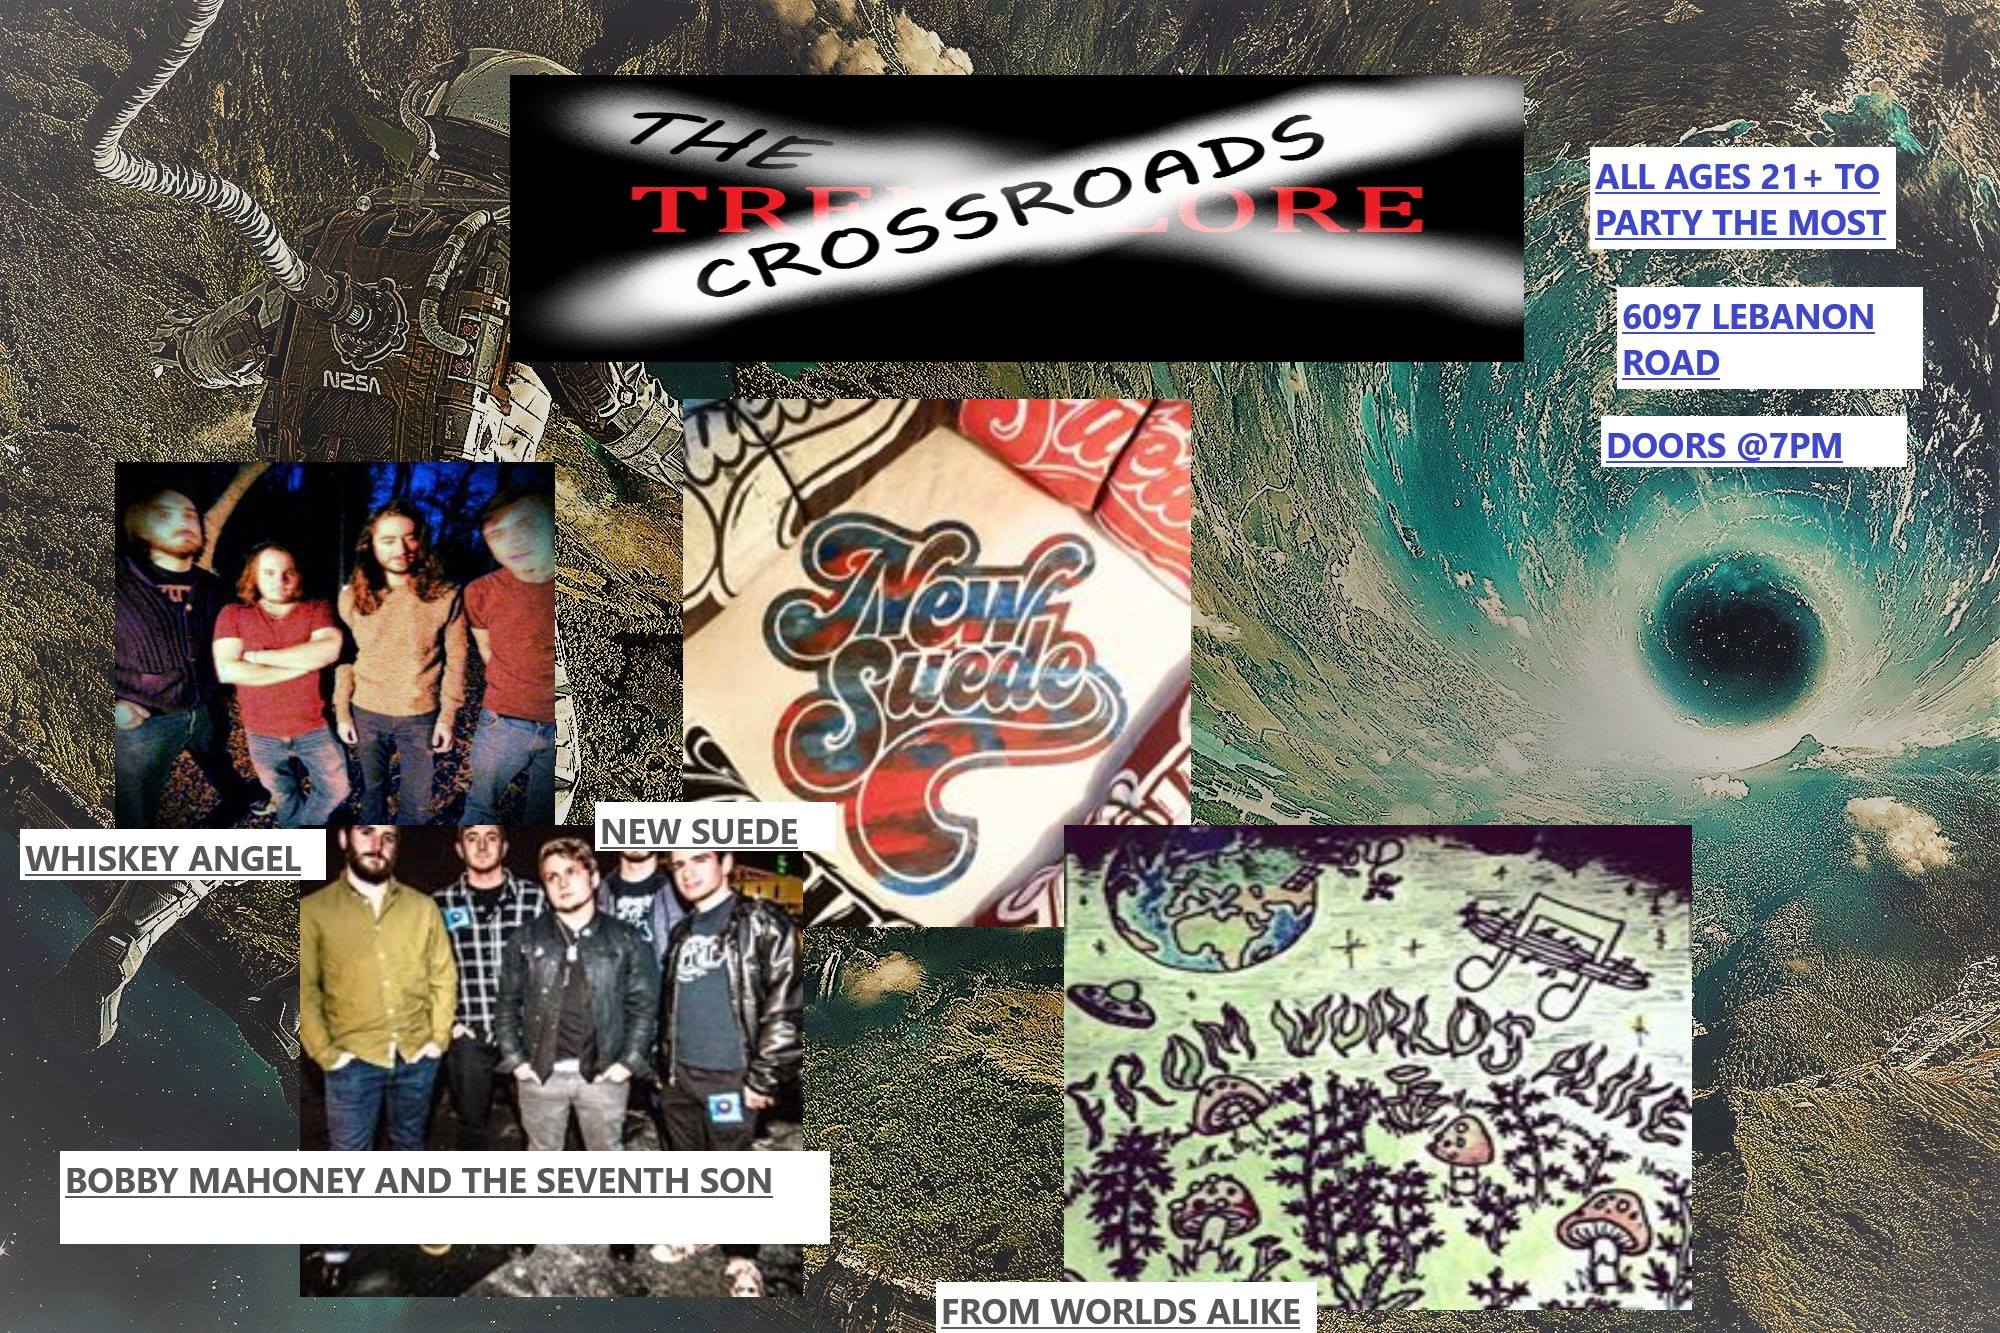 THE
CROSSROADS
ALL AGES 21+ TO
PARTY THE MOST
6097 LEBANON
ROAD
DOORS @7PM
NASA
New
Suede
WHISKEY ANGEL
NEW SUEDE
FROM WORLDS ALIKE
BOBBY MAHONEY AND THE SEVENTH SON
FROM WORLDS ALIKE